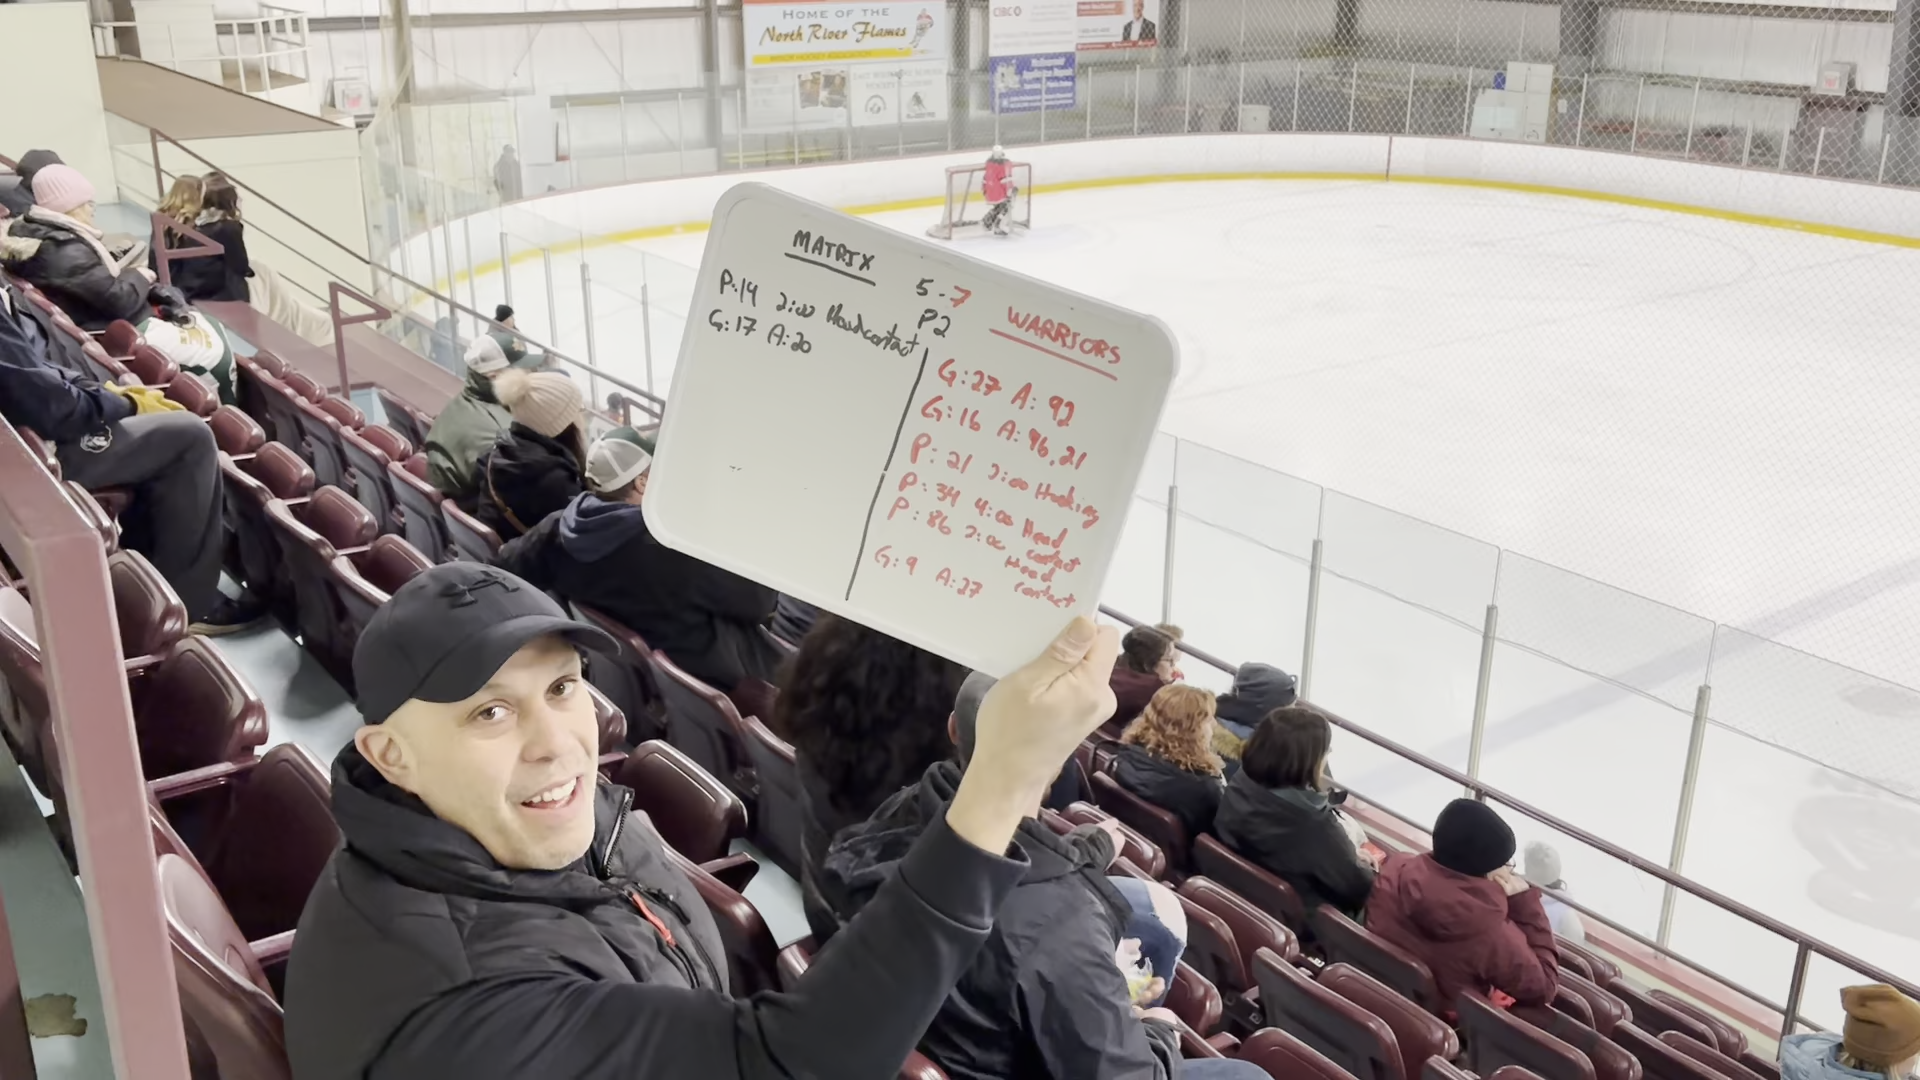 HOME OF THE
North River Flames
CIBC
MATRIX
5-7
WARRIORS
P2
P:14 2:00 Headcontact
G:17 A:20
G:27 A:92
G:16 A:96,21
P:21 2:00 Hooking
P:34 4:00 Head contact
P:86 2:00 Head contact
G:9 A:27